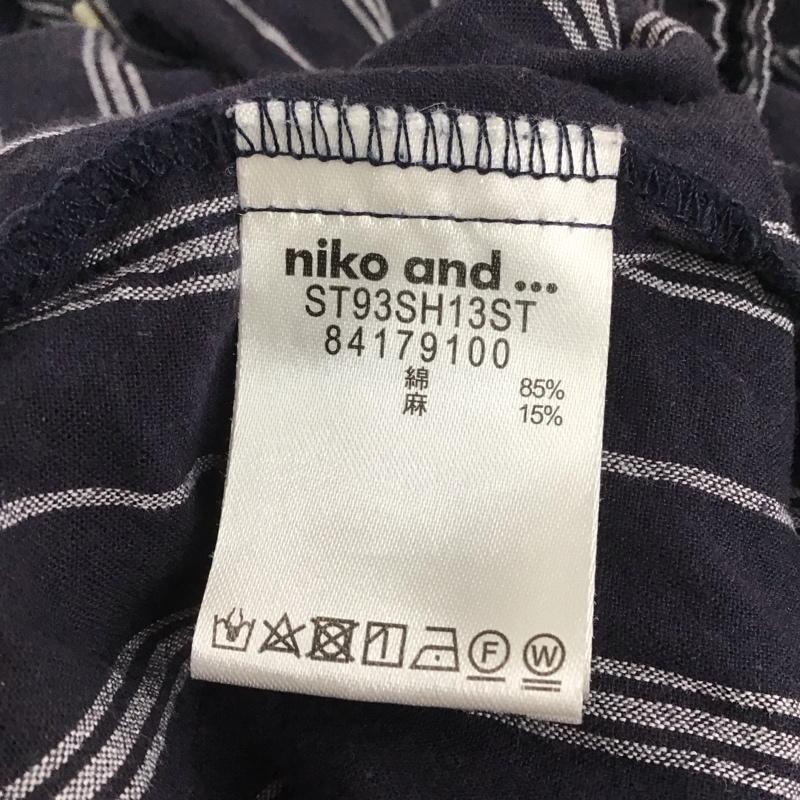 niko and ...
ST93SH13ST
84179100
綿 85%
麻 15%
F W